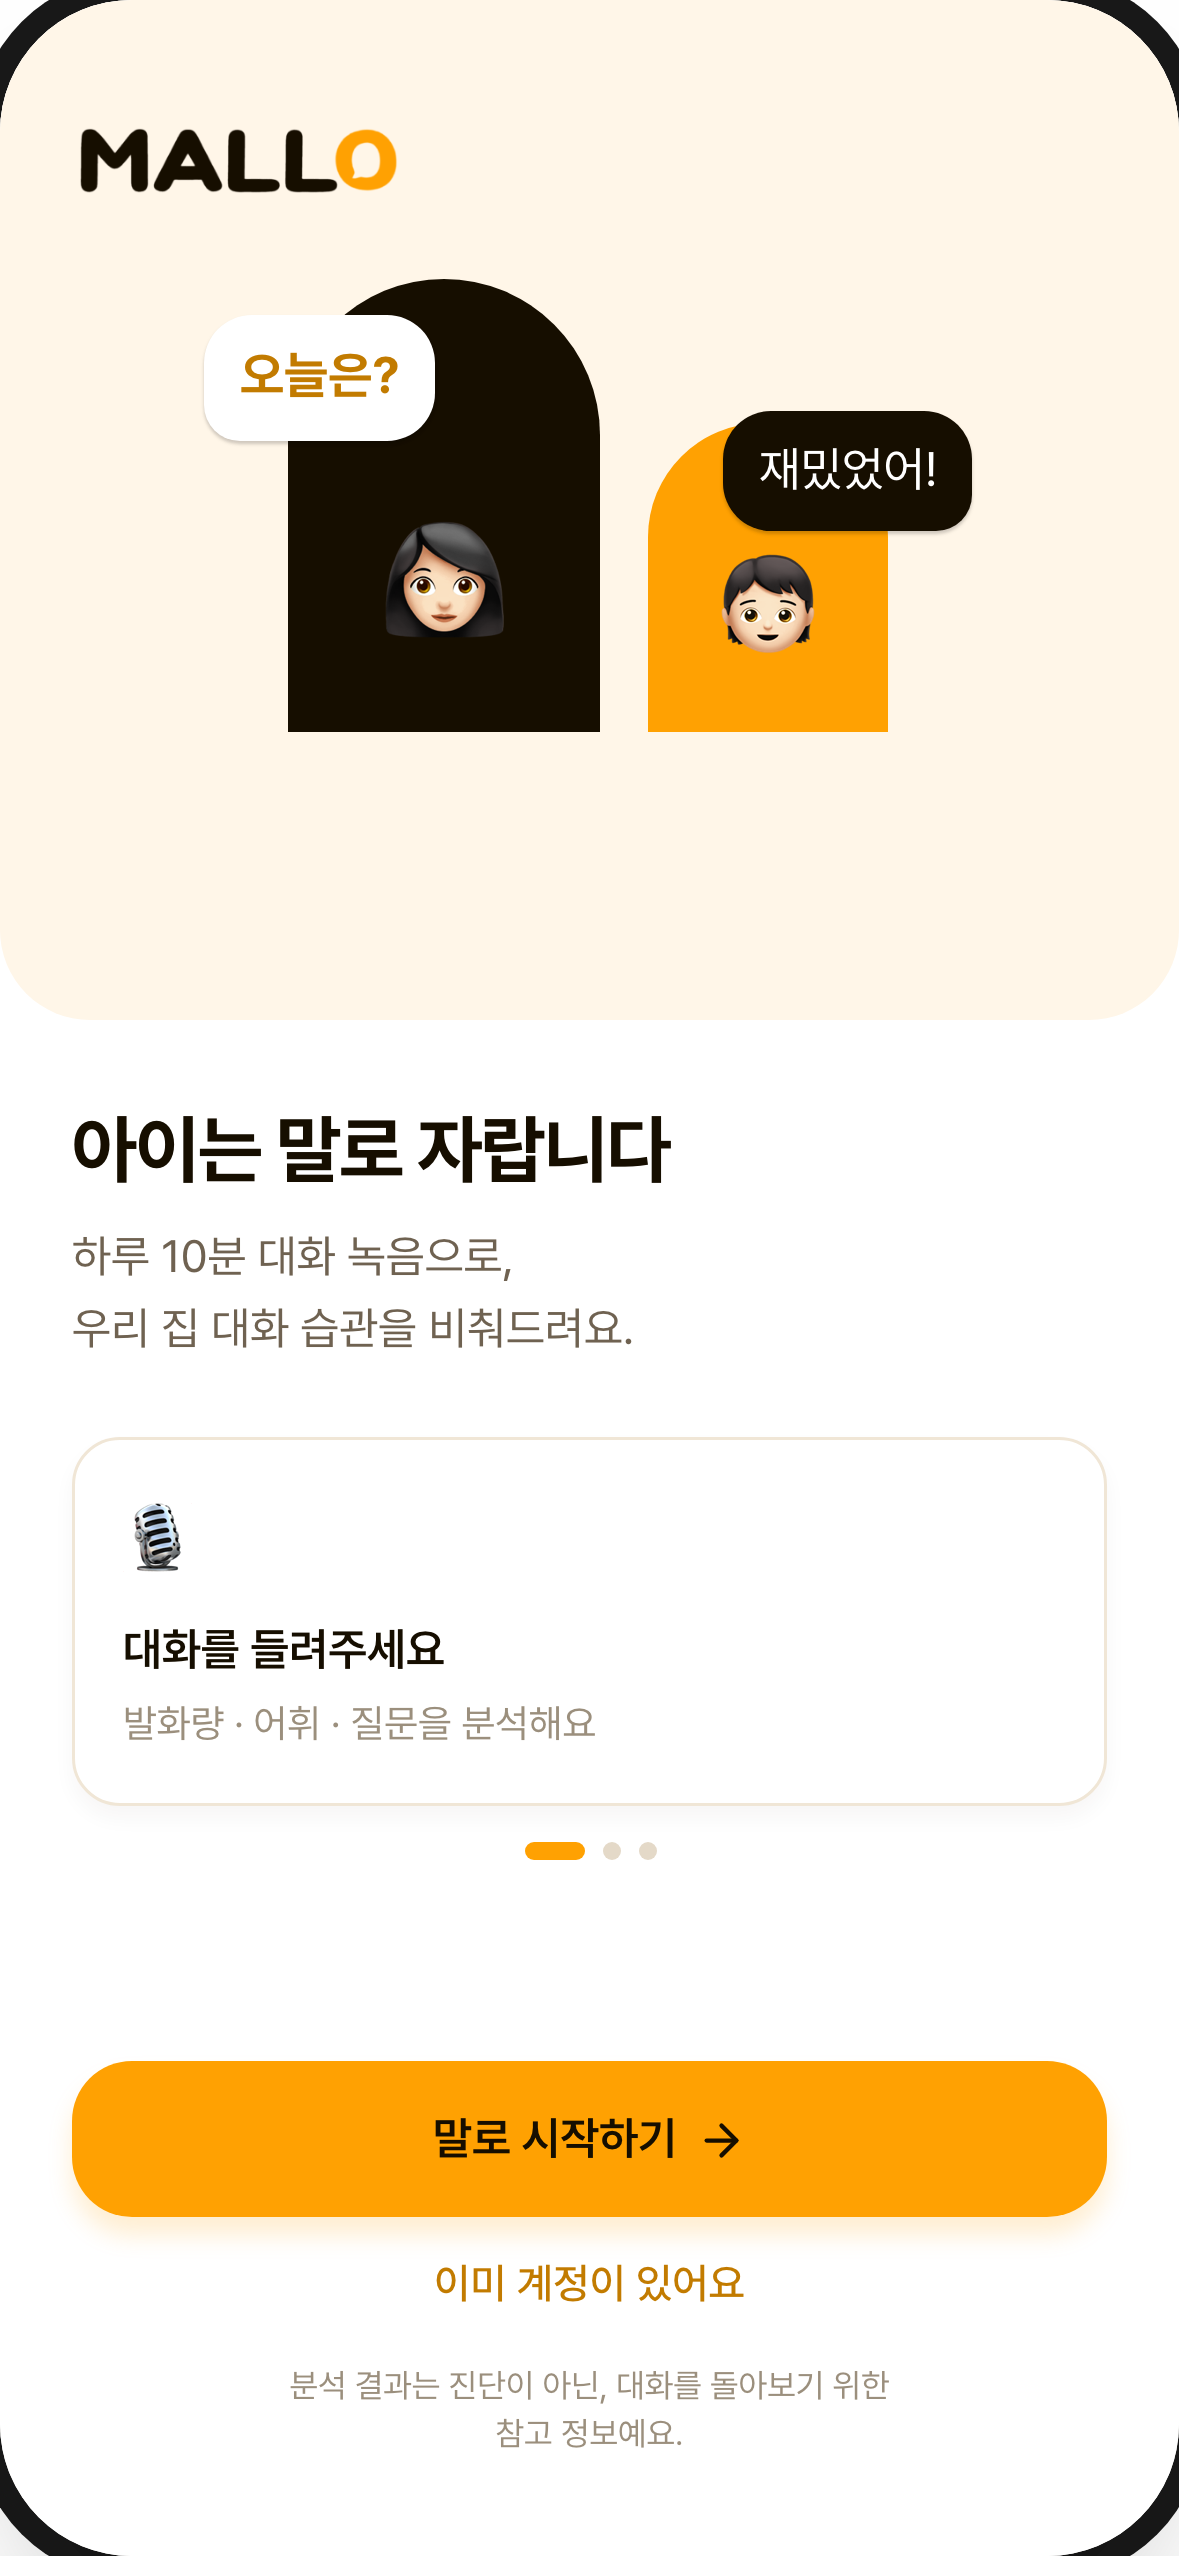 MALLO
오늘은?
재밌었어!
아이는 말로 자랍니다
하루 10분 대화 녹음으로,
우리 집 대화 습관을 비춰드려요.
대화를 들려주세요
발화량 · 어휘 · 질문을 분석해요
말로 시작하기 →
이미 계정이 있어요
분석 결과는 진단이 아닌, 대화를 돌아보기 위한
참고 정보예요.